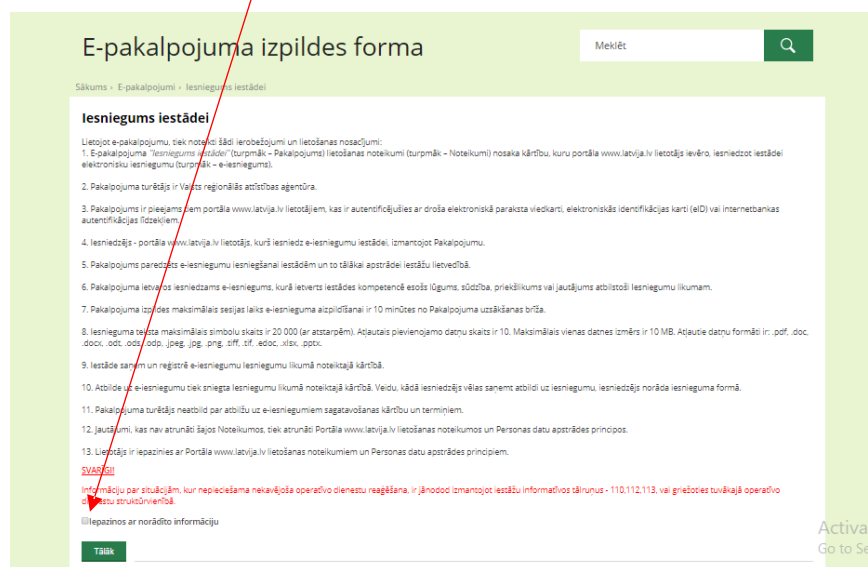 E-pakalpojuma izpildes forma
Meklēt
Sākums › E-pakalpojumi › Iesniegums iestādei
Iesniegums iestādei
Lietojot e-pakalpojumu, tiek noteikti šādi ierobežojumi un lietošanas nosacījumi:
1. E-pakalpojuma "Iesniegums iestādei" (turpmāk – Pakalpojums) lietošanas noteikumi (turpmāk – Noteikumi) nosaka kārtību, kuru portāla www.latvija.lv lietotājs ievēro, iesniedzot iestādei
elektronisku iesniegumu (turpmāk – e-iesniegums).
2. Pakalpojuma turētājs ir Valsts reģionālās attīstības aģentūra.
3. Pakalpojums ir pieejams tiem portāla www.latvija.lv lietotājiem, kas ir autentificējušies ar droša elektroniskā paraksta viedkarti, elektroniskās identifikācijas karti (eID) vai internetbankas
autentifikācijas līdzekļiem.
4. Iesniedzējs - portāla www.latvija.lv lietotājs, kurš iesniedz e-iesniegumu iestādei, izmantojot Pakalpojumu.
5. Pakalpojums paredzēts e-iesniegumu iesniegšanai iestādēm un to tālākai apstrādei iestāžu lietvedībā.
6. Pakalpojuma ietvaros iesniedzams e-iesniegums, kurā ietverts iestādes kompetencē esošs lūgums, sūdzība, priekšlikums vai jautājums atbilstoši Iesniegumu likumam.
7. Pakalpojuma izpildes maksimālais sesijas laiks e-iesnieguma aizpildīšanai ir 10 minūtes no Pakalpojuma uzsākšanas brīža.
8. Iesnieguma teksta maksimālais simbolu skaits ir 20 000 (ar atstarpēm). Atļautais pievienojamo datņu skaits ir 10. Maksimālais vienas datnes izmērs ir 10 MB. Atļautie datņu formāti ir: .pdf, .doc,
.docx, .odt, .ods, .odp, .jpeg, .jpg, .png, .tiff, .tif, .edoc, .xlsx, .pptx.
9. Iestāde saņem un reģistrē e-iesniegumu Iesniegumu likumā noteiktajā kārtībā.
10. Atbilde uz e-iesniegumu tiek sniegta Iesniegumu likumā noteiktajā kārtībā. Veidu, kādā iesniedzējs vēlas saņemt atbildi uz iesniegumu, iesniedzējs norāda iesnieguma formā.
11. Pakalpojuma turētājs neatbild par atbilžu uz e-iesniegumiem sagatavošanas kārtību un termiņiem.
12. Jautājumi, kas nav atrunāti šajos Noteikumos, tiek atrunāti Portāla www.latvija.lv lietošanas noteikumos un Personas datu apstrādes principos.
13. Lietotājs ir iepazinies ar Portāla www.latvija.lv lietošanas noteikumiem un Personas datu apstrādes principiem.
SVARĪGI!
Informāciju par situācijām, kur nepieciešama nekavējoša operatīvo dienestu reaģēšana, ir jānodod izmantojot iestāžu informatīvos tālruņus - 110,112,113, vai griežoties tuvākajā operatīvo
dienestu struktūrvienībā.
Iepazinos ar norādīto informāciju
Tālāk
Activa
Go to Se